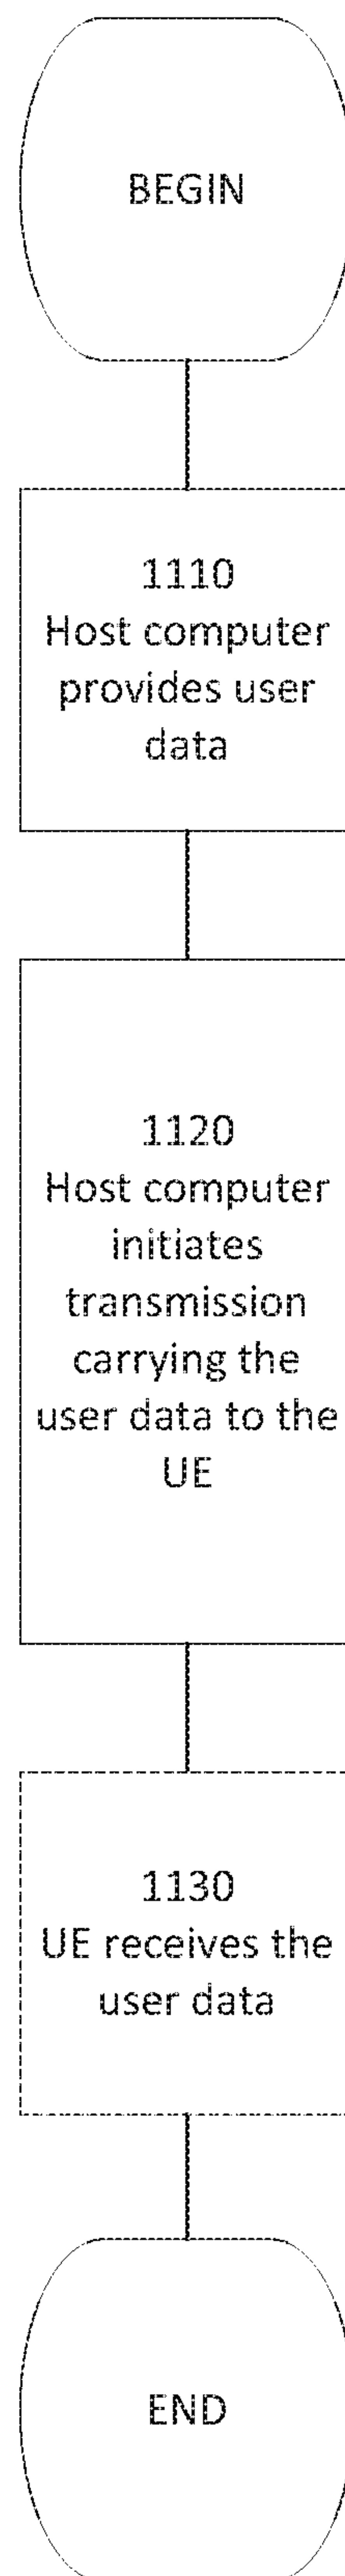 BEGIN
1110
Host computer
provides user
data
1120
Host computer
initiates
transmission
carrying the
user data to the
UE
1130
UE receives the
user data
END